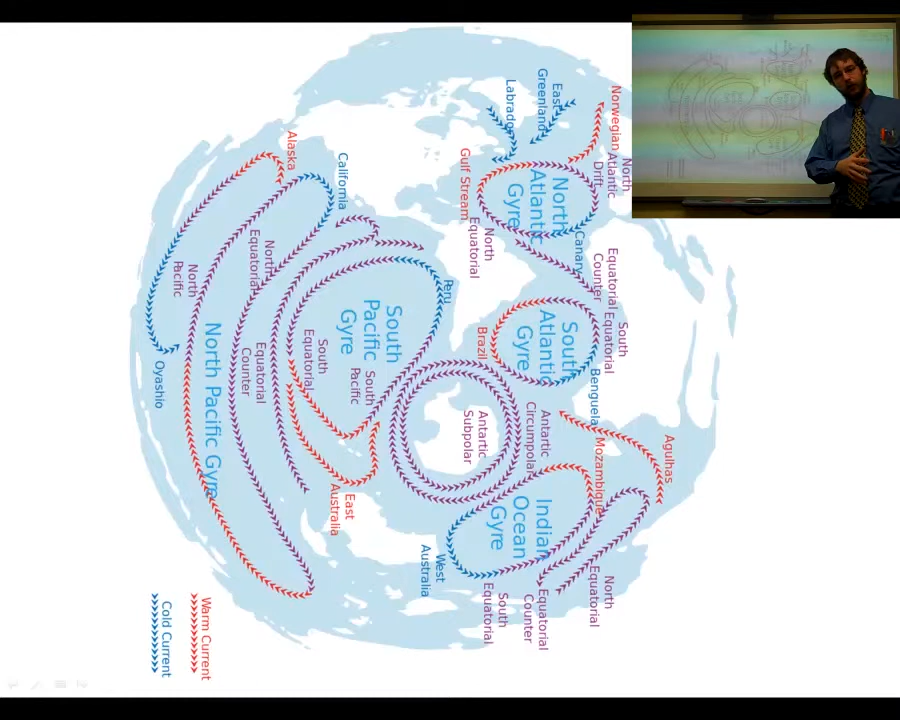 Norwegian
East
Greenland
Labrador
North
Atlantic
Drift
Gulf Stream
North
Atlantic
Gyre
North
Equatorial
Canary
Equatorial
Counter
Alaska
California
North
Pacific
North
Equatorial
Equatorial
Counter
South
Equatorial
South
Pacific
Gyre
South
Pacific
Peru
Brazil
South
Atlantic
Gyre
South
Equatorial
Benguela
Oyashio
North Pacific Gyre
Antarctic
Subpolar
Antarctic
Circumpolar
Mozambique
Agulhas
East
Australia
West
Australia
Indian
Ocean
Gyre
South
Equatorial
Equatorial
Counter
North
Equatorial
Warm Current
Cold Current